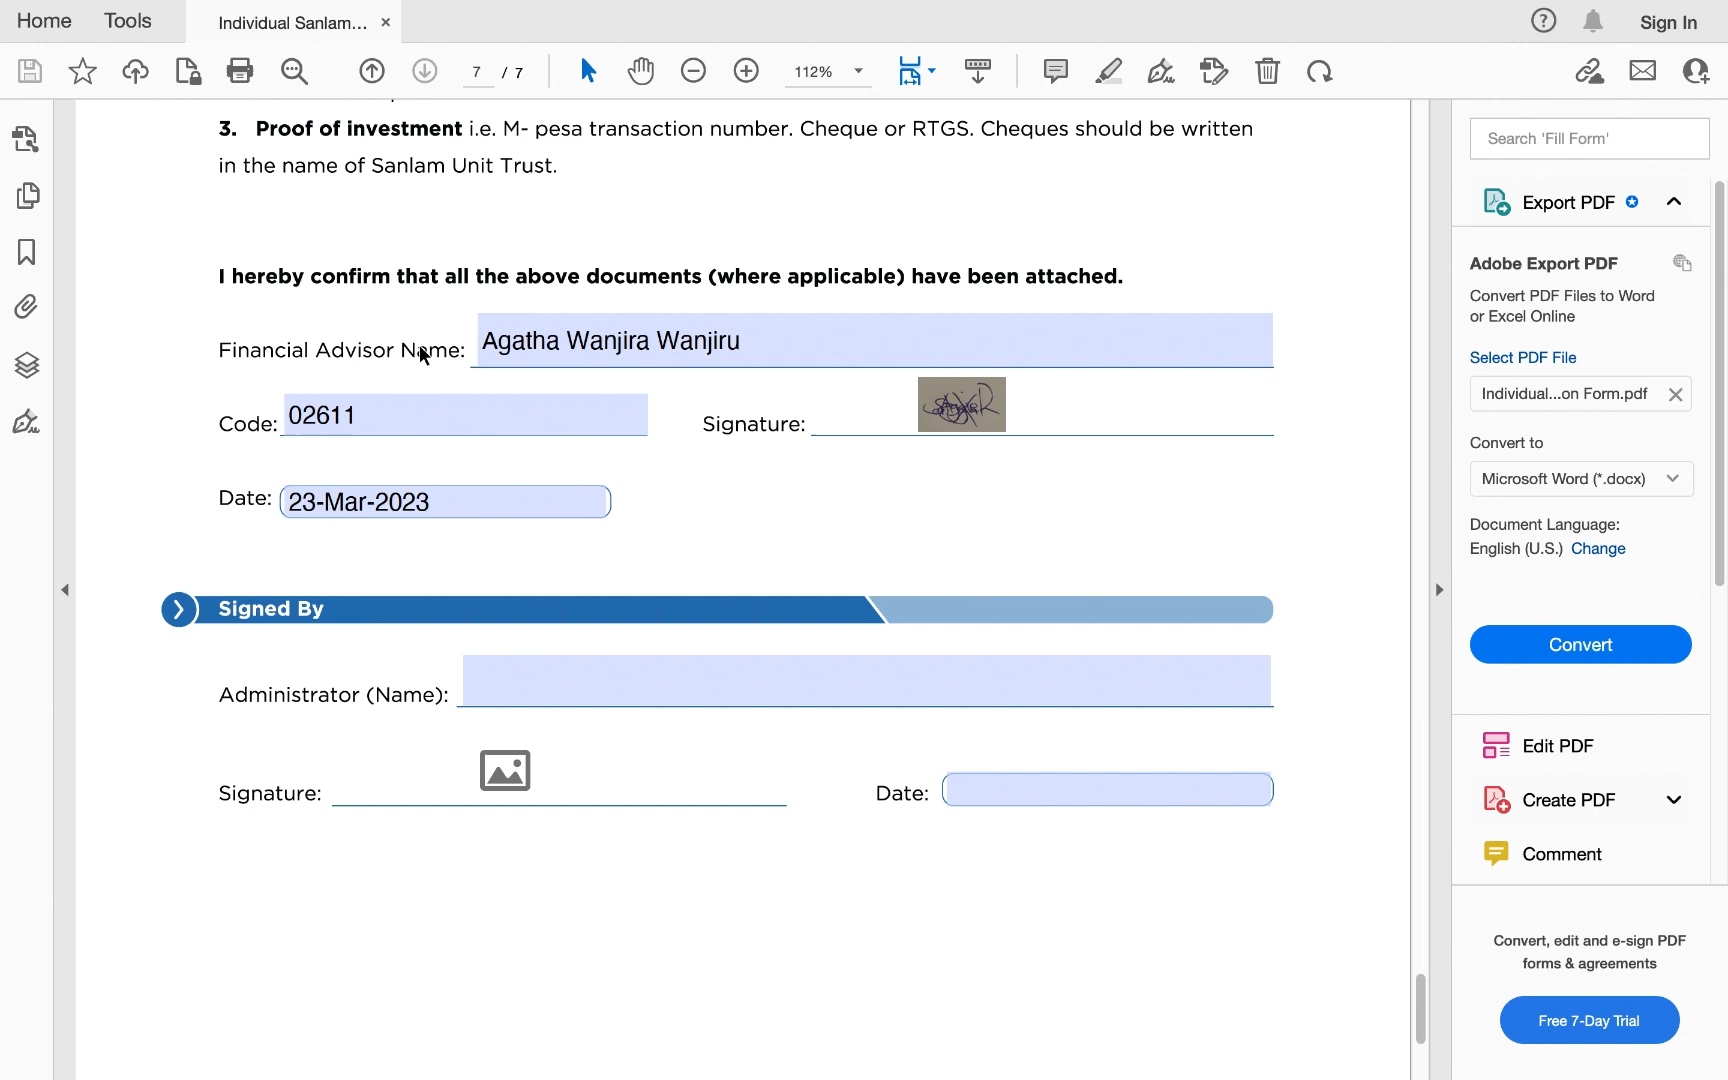 Home Tools Individual Sanlam... × Sign In
7 / 7 112%
3. Proof of investment i.e. M- pesa transaction number. Cheque or RTGS. Cheques should be written
in the name of Sanlam Unit Trust.
I hereby confirm that all the above documents (where applicable) have been attached.
Financial Advisor Name: Agatha Wanjira Wanjiru
Code: 02611 Signature:
Date: 23-Mar-2023
Signed By
Administrator (Name):
Signature: Date:
Search 'Fill Form'
Export PDF
Adobe Export PDF
Convert PDF Files to Word
or Excel Online
Select PDF File
Individual...on Form.pdf
Convert to
Microsoft Word (*.docx)
Document Language:
English (U.S.) Change
Convert
Edit PDF
Create PDF
Comment
Convert, edit and e-sign PDF
forms & agreements
Free 7-Day Trial